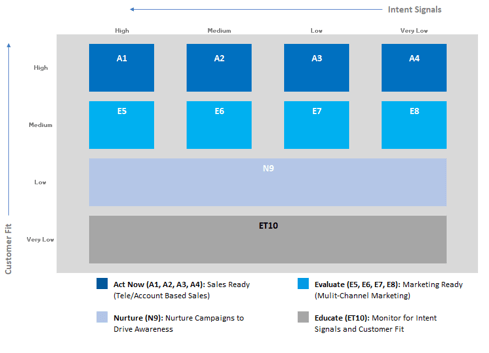 Intent Signals
High Medium Low Very Low
High
A1 A2 A3 A4
Medium
E5 E6 E7 E8
Low
N9
Very Low
ET10
Customer Fit
Act Now (A1, A2, A3, A4): Sales Ready
(Tele/Account Based Sales)
Evaluate (E5, E6, E7, E8): Marketing Ready
(Mulit-Channel Marketing)
Nurture (N9): Nurture Campaigns to
Drive Awareness
Educate (ET10): Monitor for Intent
Signals and Customer Fit